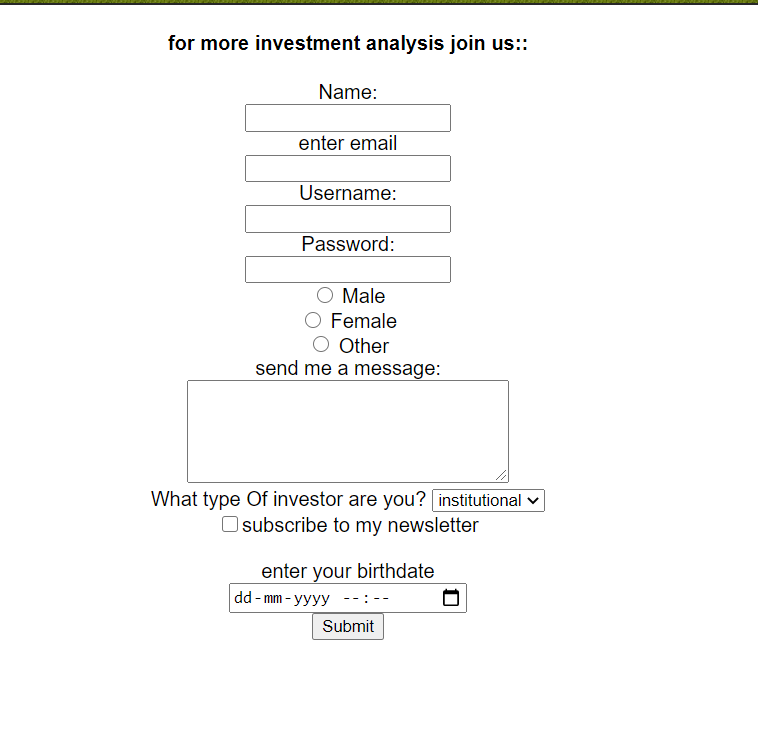 for more investment analysis join us::
Name:
enter email
Username:
Password:
Male
Female
Other
send me a message:
What type Of investor are you? institutional
subscribe to my newsletter
enter your birthdate
dd-mm-yyyy --:--
Submit